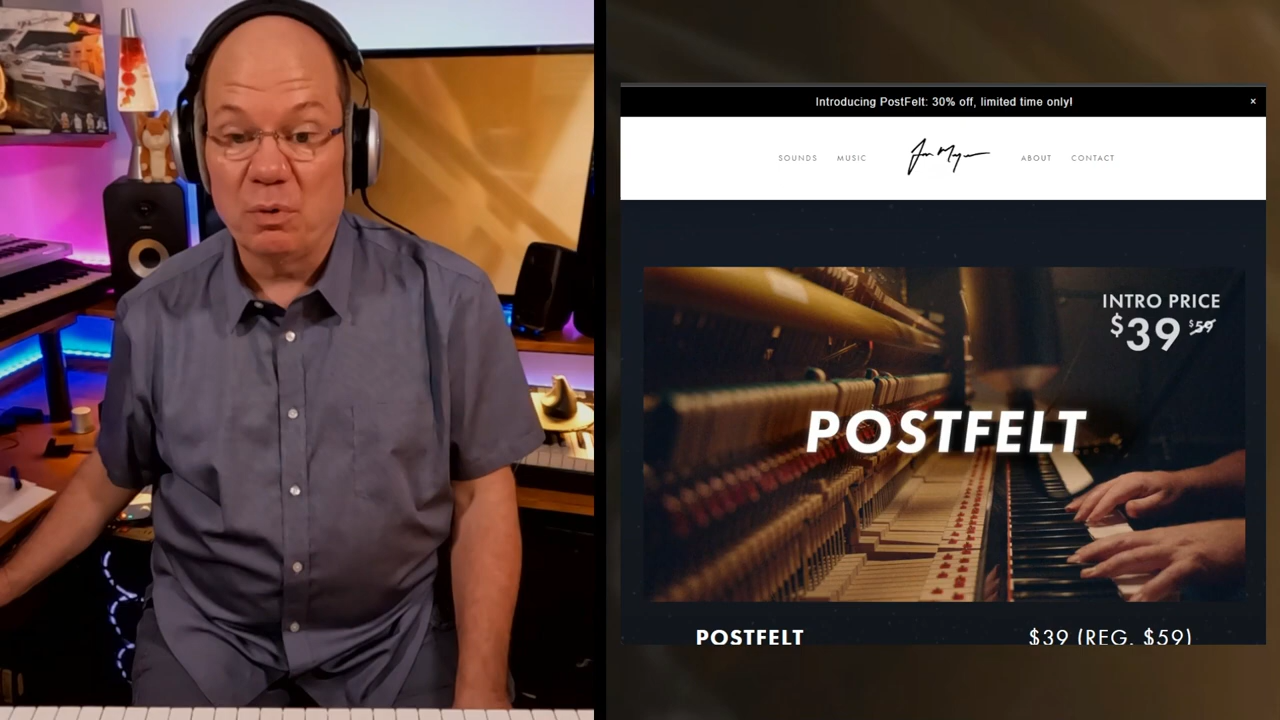 Introducing PostFelt: 30% off, limited time only! ×
SOUNDS MUSIC ABOUT CONTACT
INTRO PRICE
$39 $59
POSTFELT
POSTFELT $39 (REG. $59)